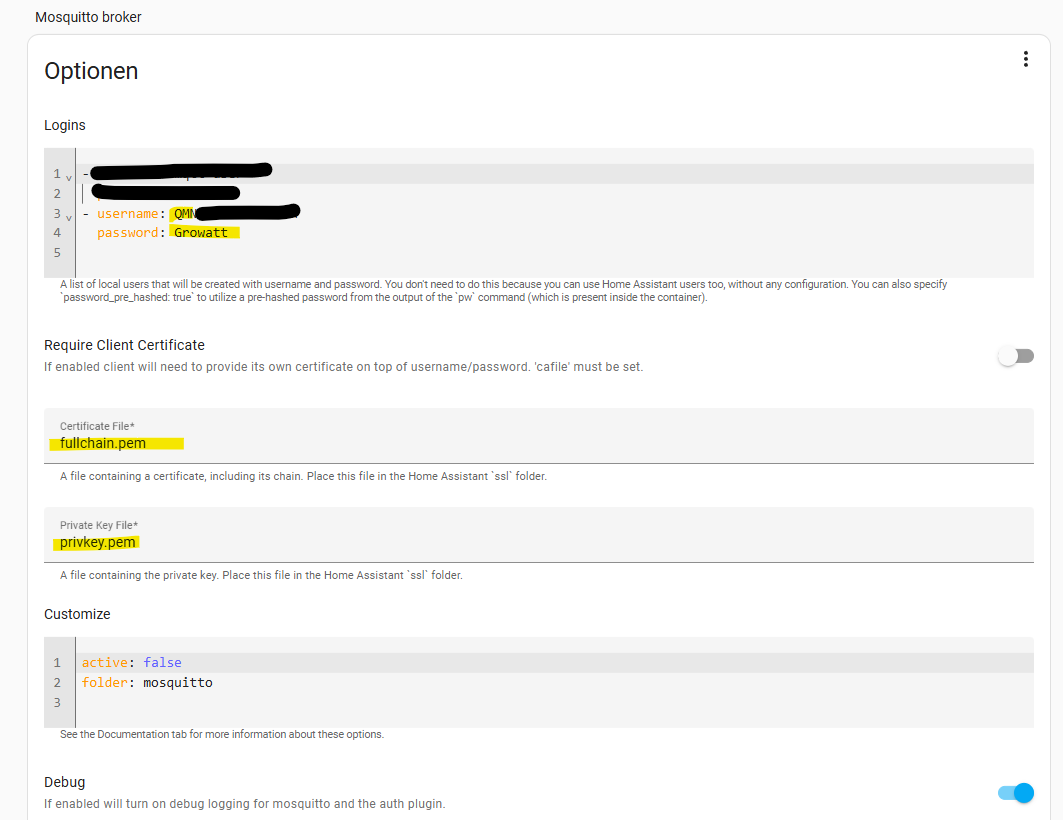 Mosquitto broker
Optionen
Logins
1 -
2
3 - username: QMN
4 password: Growatt
5
A list of local users that will be created with username and password. You don't need to do this because you can use Home Assistant users too, without any configuration. You can also specify
`password_pre_hashed: true` to utilize a pre-hashed password from the output of the `pw` command (which is present inside the container).
Require Client Certificate
If enabled client will need to provide its own certificate on top of username/password. 'cafile' must be set.
Certificate File*
fullchain.pem
A file containing a certificate, including its chain. Place this file in the Home Assistant `ssl` folder.
Private Key File*
privkey.pem
A file containing the private key. Place this file in the Home Assistant `ssl` folder.
Customize
1 active: false
2 folder: mosquitto
3
See the Documentation tab for more information about these options.
Debug
If enabled will turn on debug logging for mosquitto and the auth plugin.